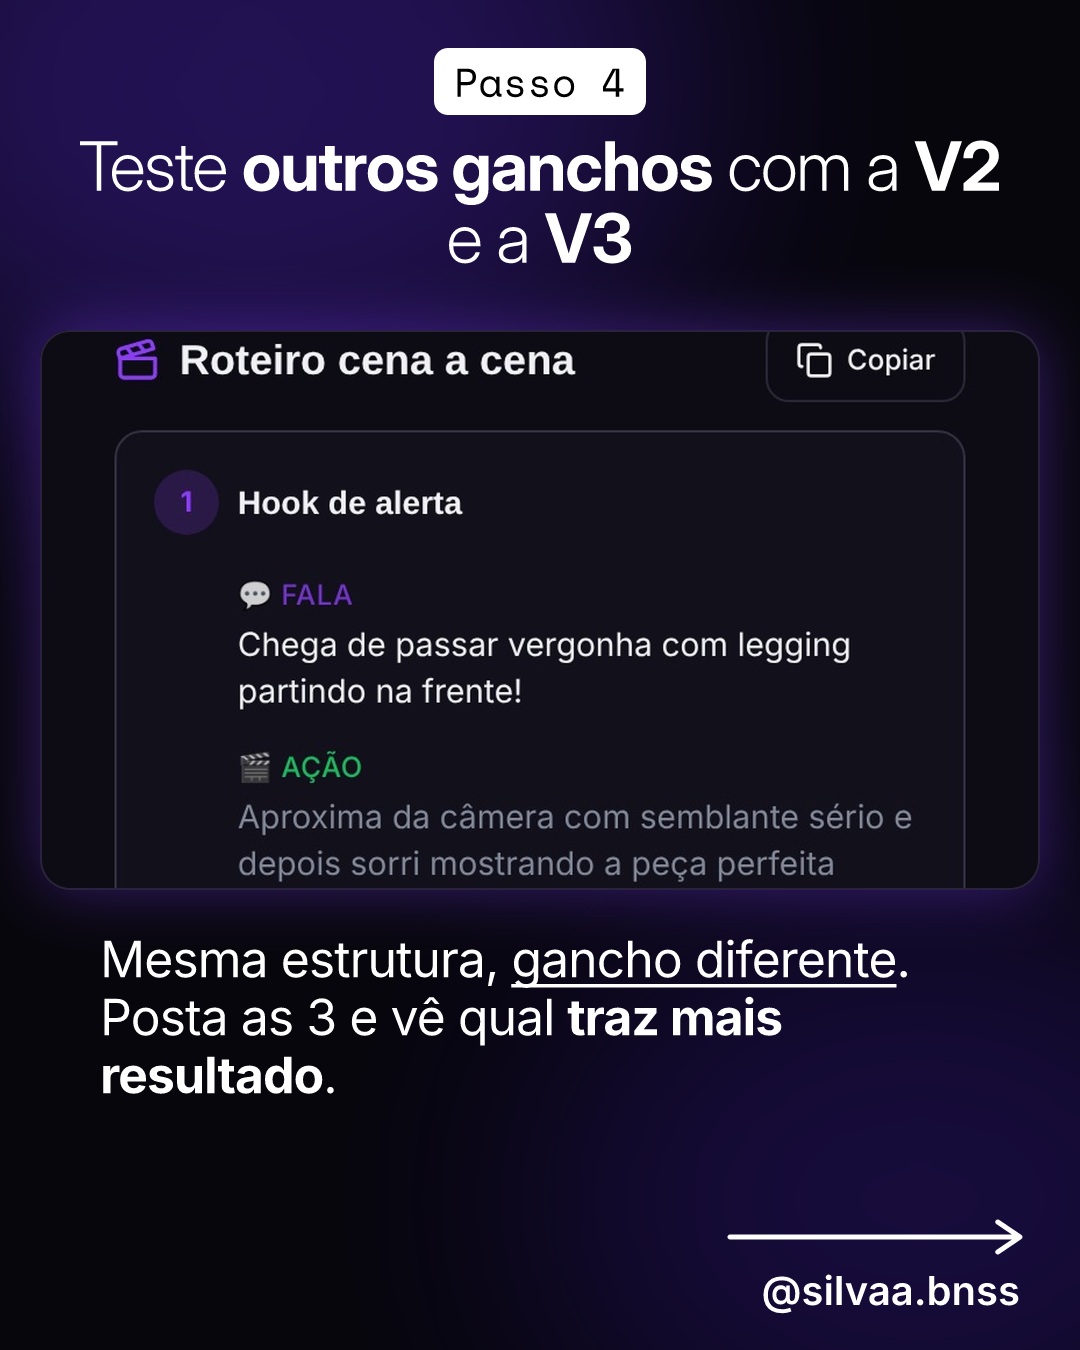 Passo 4
Teste outros ganchos com a V2
e a V3
Roteiro cena a cena
Copiar
1
Hook de alerta
💬 FALA
Chega de passar vergonha com legging
partindo na frente!
🎬 AÇÃO
Aproxima da câmera com semblante sério e
depois sorri mostrando a peça perfeita
Mesma estrutura, gancho diferente.
Posta as 3 e vê qual traz mais
resultado.
@silvaa.bnss